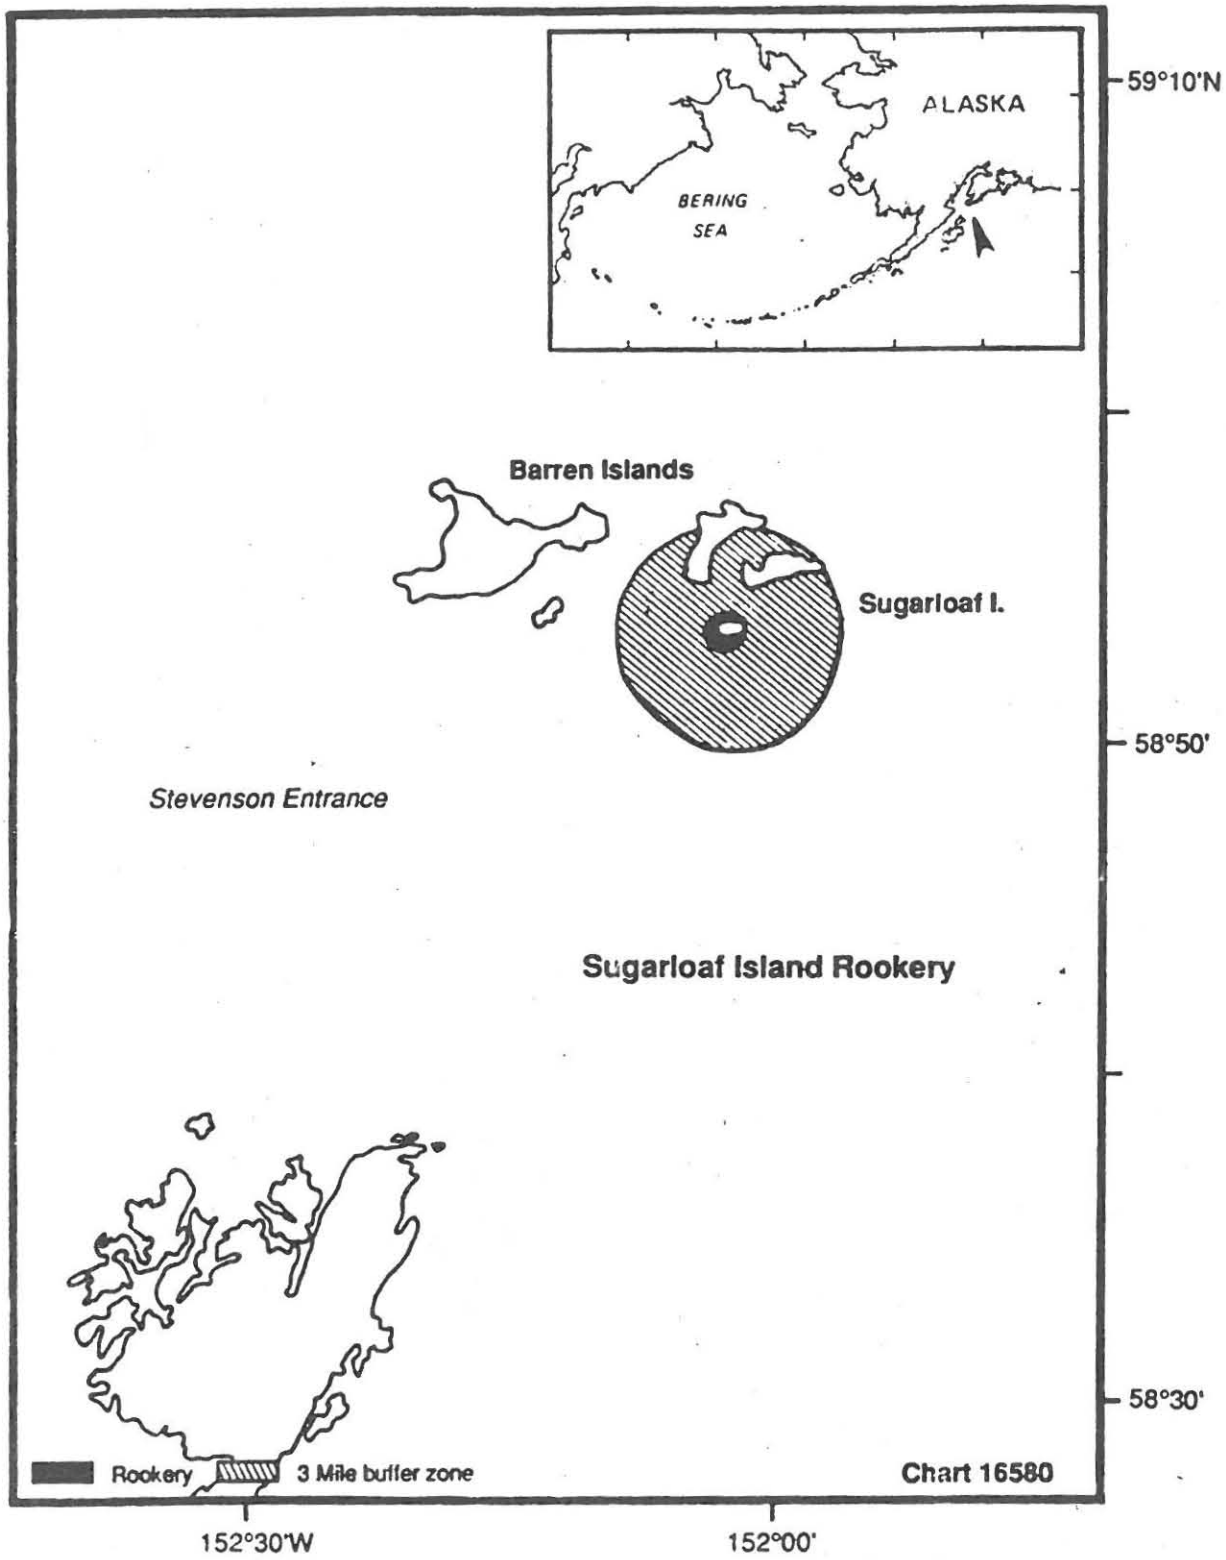 59°10'N
ALASKA
BERING
SEA
Barren Islands
Sugarloaf I.
58°50'
Stevenson Entrance
Sugarloaf Island Rookery
58°30'
Rookery
3 Mile buffer zone
Chart 16580
152°30'W
152°00'